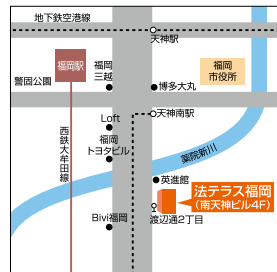 地下鉄空港線
天神駅
福岡駅
福岡
三越
福岡
市役所
警固公園
博多大丸
天神南駅
Loft
福岡
トヨタビル
西鉄大牟田線
薬院新川
英進館
法テラス福岡
（南天神ビル4F）
渡辺通2丁目
Bivi福岡